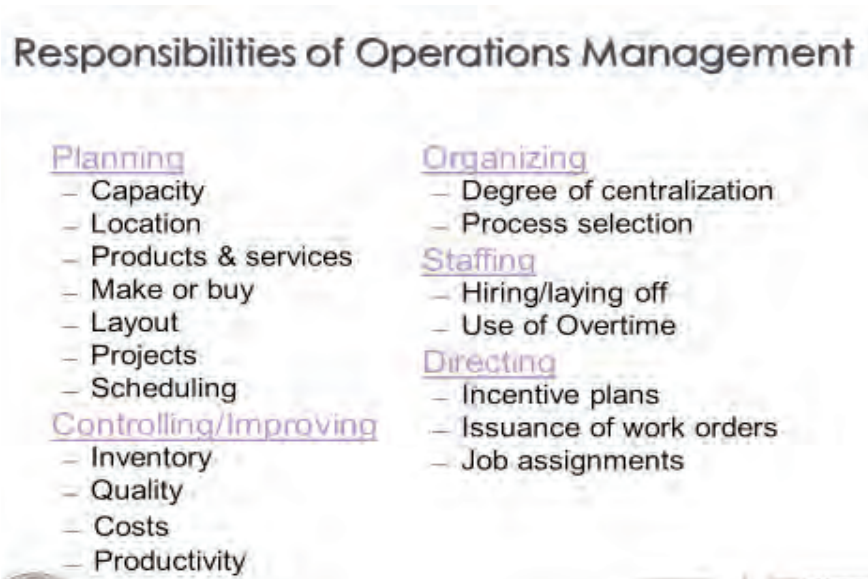 Responsibilities of Operations Management
Planning
– Capacity
– Location
– Products & services
– Make or buy
– Layout
– Projects
– Scheduling
Controlling/Improving
– Inventory
– Quality
– Costs
– Productivity
Organizing
– Degree of centralization
– Process selection
Staffing
– Hiring/laying off
– Use of Overtime
Directing
– Incentive plans
– Issuance of work orders
– Job assignments